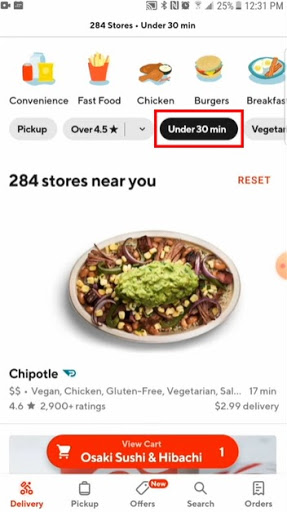 25% 12:31 PM
284 Stores • Under 30 min
Convenience Fast Food Chicken Burgers Breakfas
Pickup Over 4.5 ★ Under 30 min Vegetar
284 stores near you RESET
Chipotle
$$ • Vegan, Chicken, Gluten-Free, Vegetarian, Sal... 17 min
4.6 ★ 2,900+ ratings $2.99 delivery
View Cart
Osaki Sushi & Hibachi 1
New
Delivery Pickup Offers Search Orders